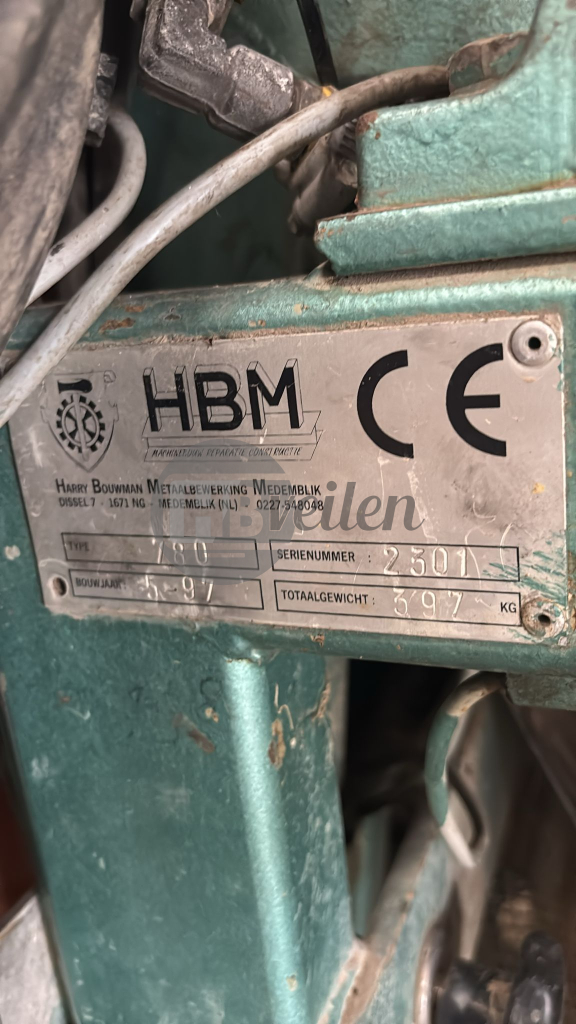 HBM
MACHINEBOUW REPARATIE CONSTRUCTIE
CE
HARRY BOUWMAN METAALBEWERKING MEDEMBLIK
DISSEL 7 - 1671 NG - MEDEMBLIK (NL) - 0227-548048
HB veilen
TYPE 780
SERIENUMMER : 2301
BOUWJAAR : 5-97
TOTAALGEWICHT : 397 KG